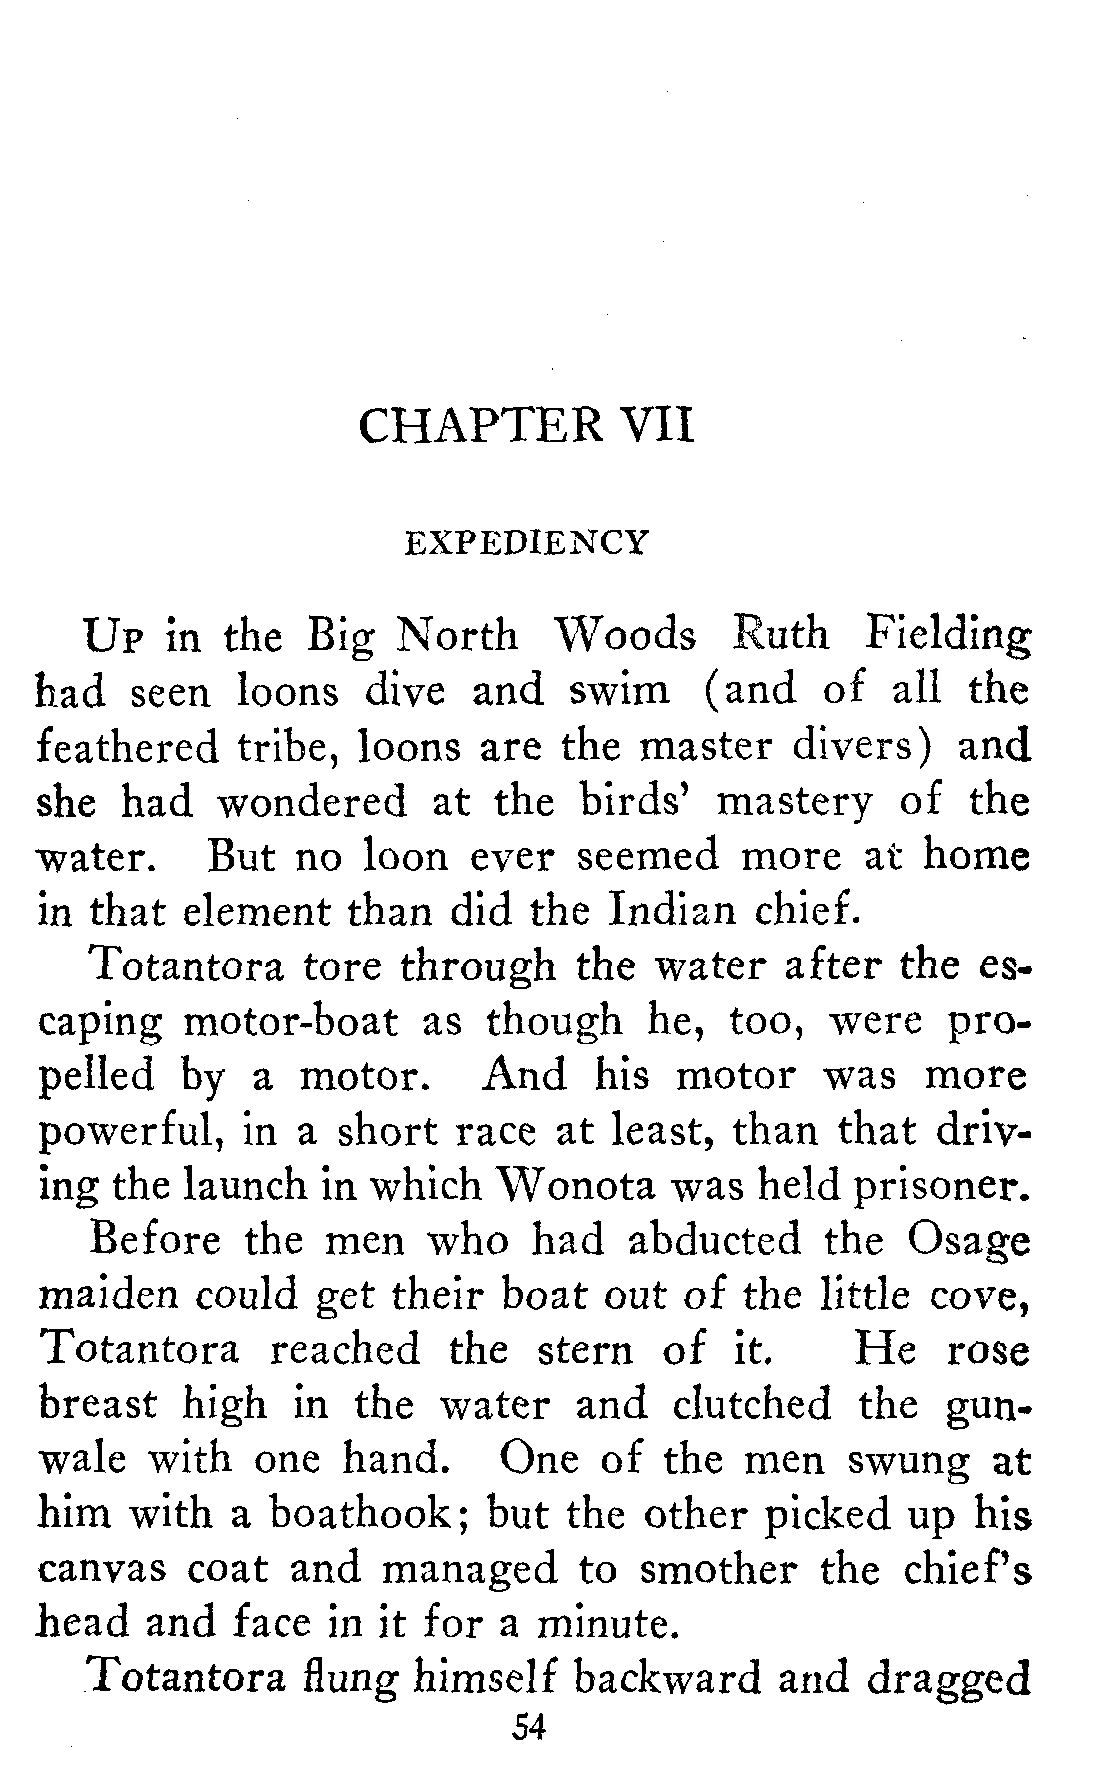 CHAPTER VII
EXPEDIENCY
Up in the Big North Woods Ruth Fielding
had seen loons dive and swim (and of all the
feathered tribe, loons are the master divers) and
she had wondered at the birds' mastery of the
water. But no loon ever seemed more at home
in that element than did the Indian chief.
Totantora tore through the water after the es-
caping motor-boat as though he, too, were pro-
pelled by a motor. And his motor was more
powerful, in a short race at least, than that driv-
ing the launch in which Wonota was held prisoner.
Before the men who had abducted the Osage
maiden could get their boat out of the little cove,
Totantora reached the stern of it. He rose
breast high in the water and clutched the gun-
wale with one hand. One of the men swung at
him with a boathook; but the other picked up his
canvas coat and managed to smother the chief's
head and face in it for a minute.
Totantora flung himself backward and dragged
54